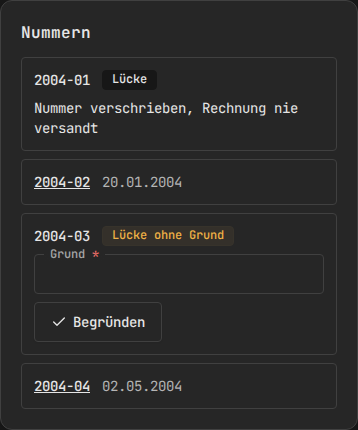 Nummern
2004-01 Lücke
Nummer verschrieben, Rechnung nie
versandt
2004-02 20.01.2004
2004-03 Lücke ohne Grund
Grund *
Begründen
2004-04 02.05.2004